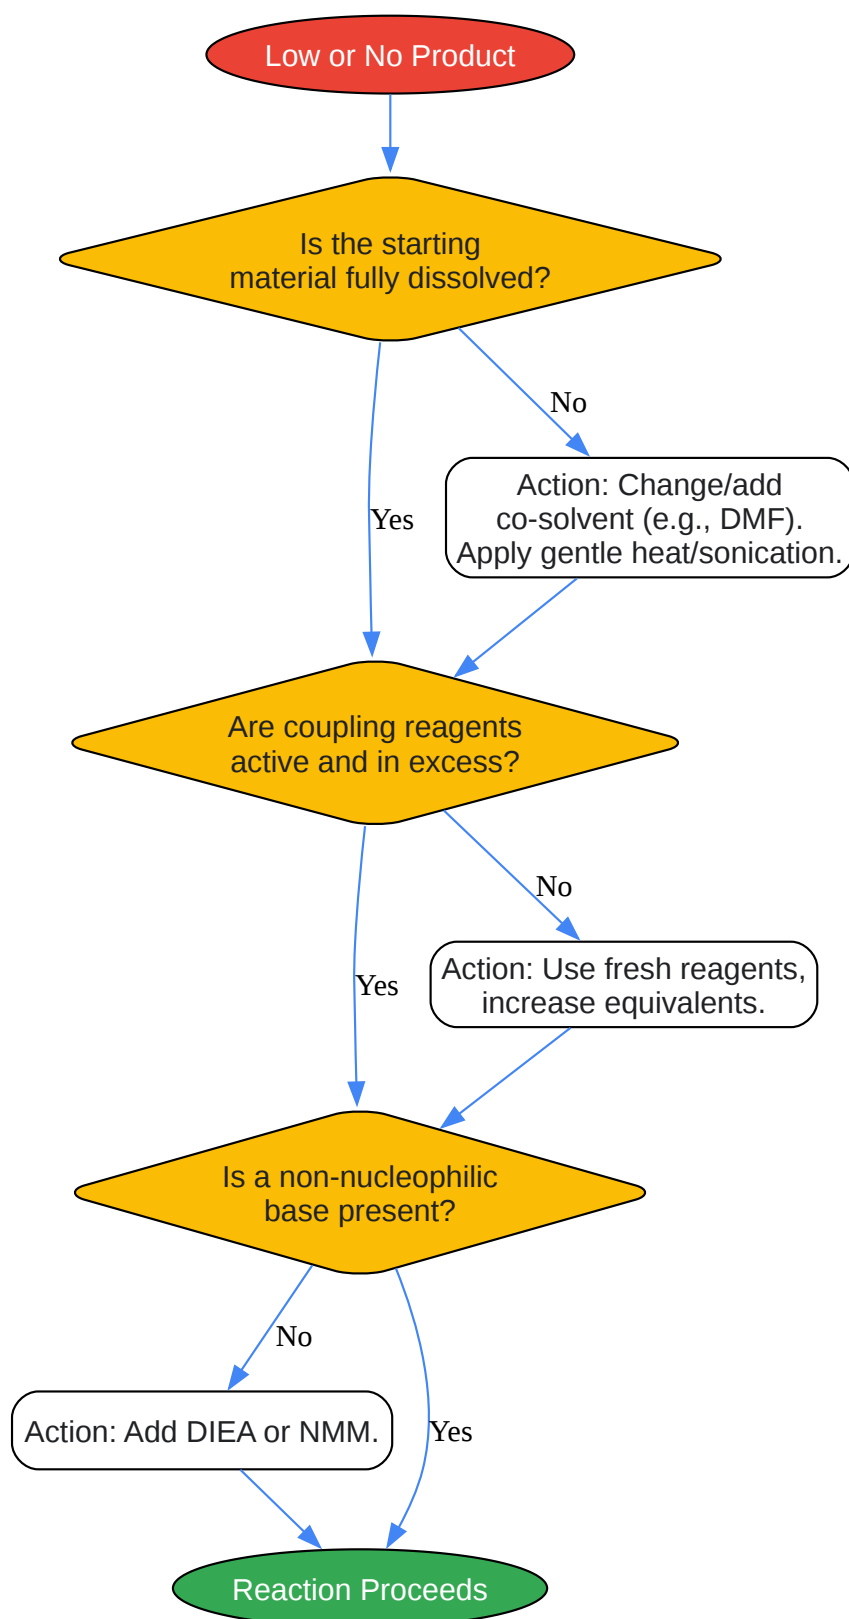 Low or No Product
Is the starting
material fully dissolved?
No
Action: Change/add
co-solvent (e.g., DMF).
Apply gentle heat/sonication.
Yes
Are coupling reagents
active and in excess?
No
Action: Use fresh reagents,
increase equivalents.
Yes
Is a non-nucleophilic
base present?
No
Action: Add DIEA or NMM.
Yes
Reaction Proceeds